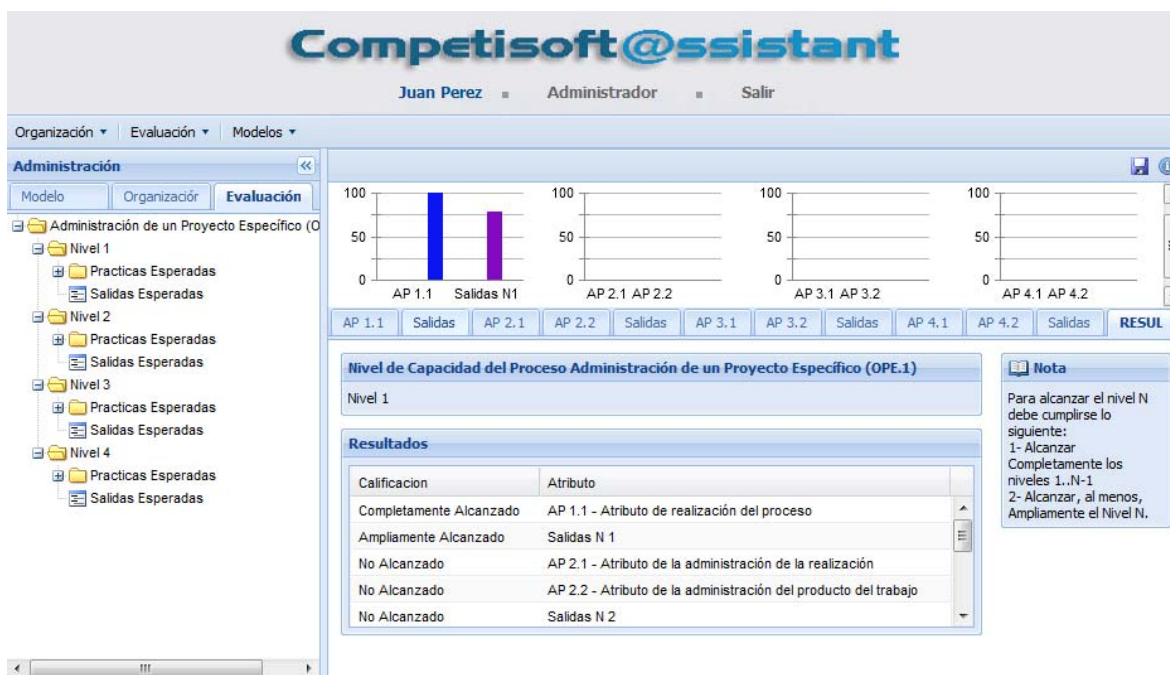 Competisoft@ssistant
Juan Perez Administrador Salir
Organización Evaluación Modelos
Administración
Modelo Organización Evaluación
Administración de un Proyecto Específico (O
Nivel 1
Practicas Esperadas
Salidas Esperadas
Nivel 2
Practicas Esperadas
Salidas Esperadas
Nivel 3
Practicas Esperadas
Salidas Esperadas
Nivel 4
Practicas Esperadas
Salidas Esperadas
100 100 100 100
50 50 50 50
0 0 0 0
AP 1.1 Salidas N1 AP 2.1 AP 2.2 AP 3.1 AP 3.2 AP 4.1 AP 4.2
AP 1.1 Salidas AP 2.1 AP 2.2 Salidas AP 3.1 AP 3.2 Salidas AP 4.1 AP 4.2 Salidas RESUL
Nivel de Capacidad del Proceso Administración de un Proyecto Específico (OPE.1)
Nivel 1
Resultados
Calificacion Atributo
Completamente Alcanzado AP 1.1 - Atributo de realización del proceso
Ampliamente Alcanzado Salidas N 1
No Alcanzado AP 2.1 - Atributo de la administración de la realización
No Alcanzado AP 2.2 - Atributo de la administración del producto del trabajo
No Alcanzado Salidas N 2
Nota
Para alcanzar el nivel N
debe cumplirse lo
siguiente:
1- Alcanzar
Completamente los
niveles 1..N-1
2- Alcanzar, al menos,
Ampliamente el Nivel N.